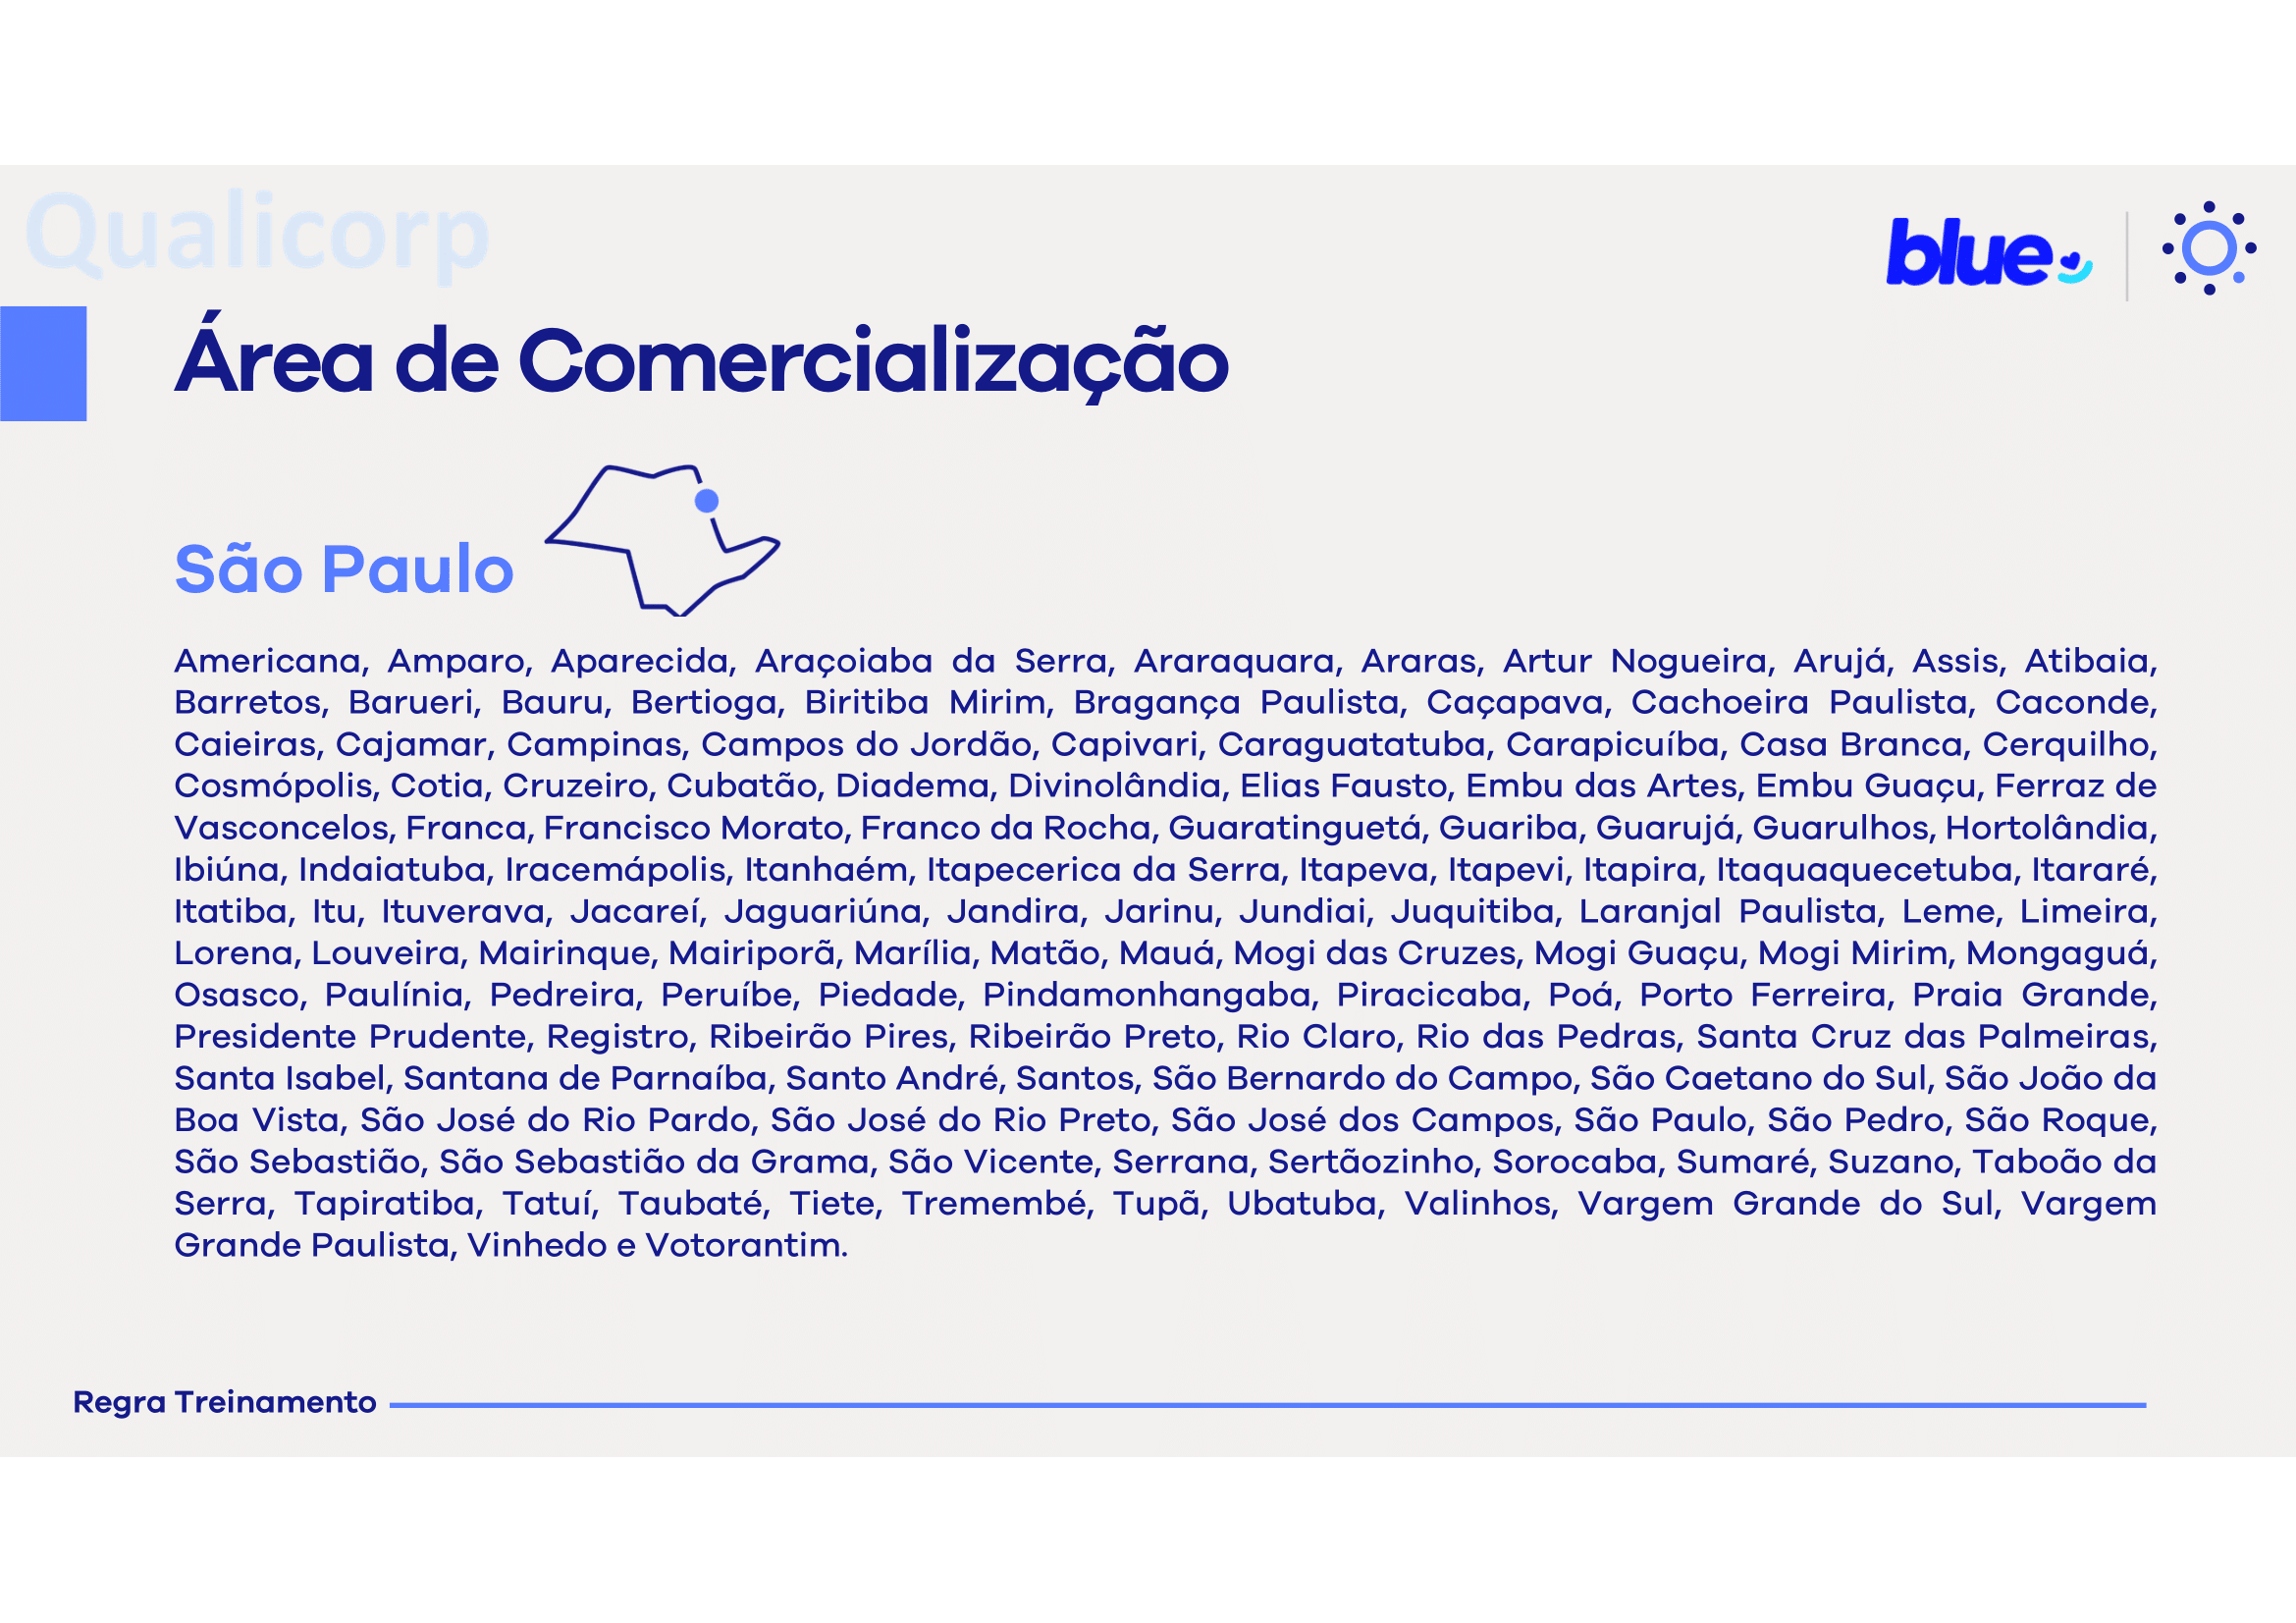 Qualicorp
blue
Área de Comercialização
São Paulo
Americana, Amparo, Aparecida, Araçoiaba da Serra, Araraquara, Araras, Artur Nogueira, Arujá, Assis, Atibaia,
Barretos, Barueri, Bauru, Bertioga, Biritiba Mirim, Bragança Paulista, Caçapava, Cachoeira Paulista, Caconde,
Caieiras, Cajamar, Campinas, Campos do Jordão, Capivari, Caraguatatuba, Carapicuíba, Casa Branca, Cerquilho,
Cosmópolis, Cotia, Cruzeiro, Cubatão, Diadema, Divinolândia, Elias Fausto, Embu das Artes, Embu Guaçu, Ferraz de
Vasconcelos, Franca, Francisco Morato, Franco da Rocha, Guaratinguetá, Guariba, Guarujá, Guarulhos, Hortolândia,
Ibiúna, Indaiatuba, Iracemápolis, Itanhaém, Itapecerica da Serra, Itapeva, Itapevi, Itapira, Itaquaquecetuba, Itararé,
Itatiba, Itu, Ituverava, Jacareí, Jaguariúna, Jandira, Jarinu, Jundiai, Juquitiba, Laranjal Paulista, Leme, Limeira,
Lorena, Louveira, Mairinque, Mairiporã, Marília, Matão, Mauá, Mogi das Cruzes, Mogi Guaçu, Mogi Mirim, Mongaguá,
Osasco, Paulínia, Pedreira, Peruíbe, Piedade, Pindamonhangaba, Piracicaba, Poá, Porto Ferreira, Praia Grande,
Presidente Prudente, Registro, Ribeirão Pires, Ribeirão Preto, Rio Claro, Rio das Pedras, Santa Cruz das Palmeiras,
Santa Isabel, Santana de Parnaíba, Santo André, Santos, São Bernardo do Campo, São Caetano do Sul, São João da
Boa Vista, São José do Rio Pardo, São José do Rio Preto, São José dos Campos, São Paulo, São Pedro, São Roque,
São Sebastião, São Sebastião da Grama, São Vicente, Serrana, Sertãozinho, Sorocaba, Sumaré, Suzano, Taboão da
Serra, Tapiratiba, Tatuí, Taubaté, Tiete, Tremembé, Tupã, Ubatuba, Valinhos, Vargem Grande do Sul, Vargem
Grande Paulista, Vinhedo e Votorantim.
Regra Treinamento